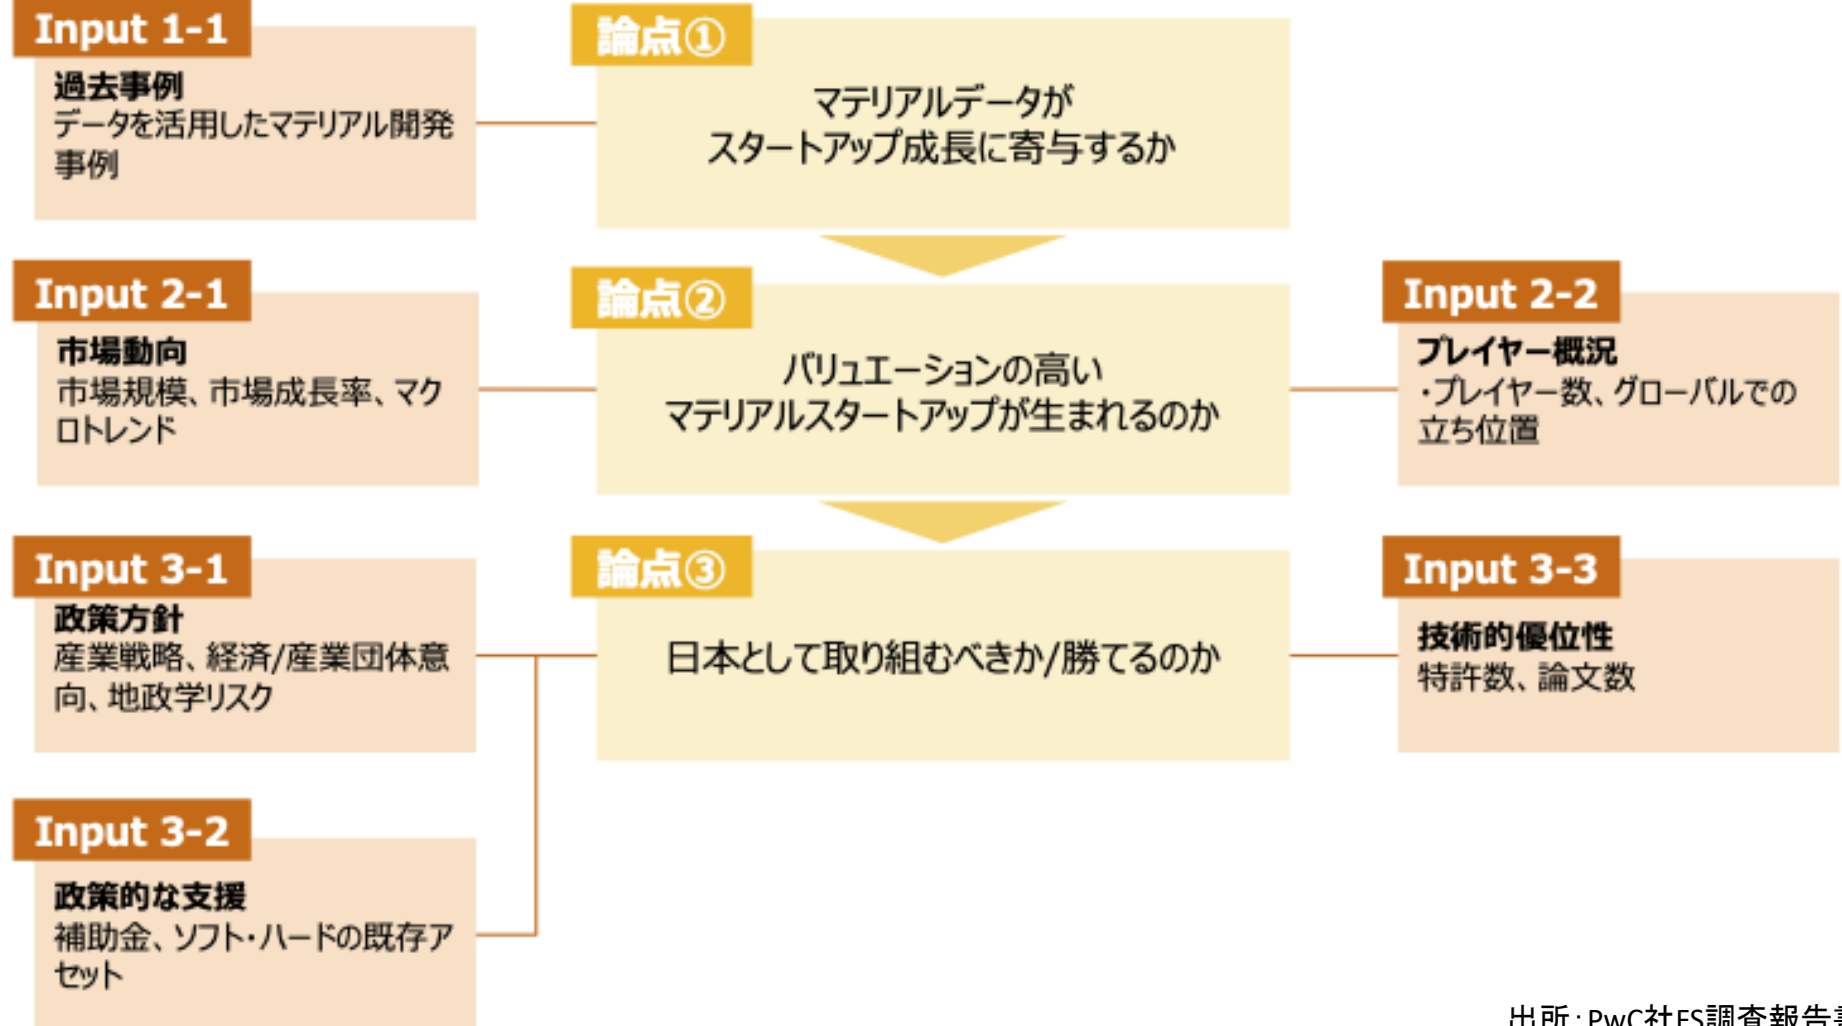 Input 1-1
過去事例
データを活用したマテリアル開発
事例
論点①
マテリアルデータが
スタートアップ成長に寄与するか
Input 2-1
市場動向
市場規模、市場成長率、マク
ロトレンド
論点②
バリュエーションの高い
マテリアルスタートアップが生まれるのか
Input 2-2
プレイヤー概況
・プレイヤー数、グローバルでの
立ち位置
Input 3-1
政策方針
産業戦略、経済/産業団体意
向、地政学リスク
論点③
日本として取り組むべきか/勝てるのか
Input 3-3
技術的優位性
特許数、論文数
Input 3-2
政策的な支援
補助金、ソフト・ハードの既存ア
セット
出所：PwC社FS調査報告書